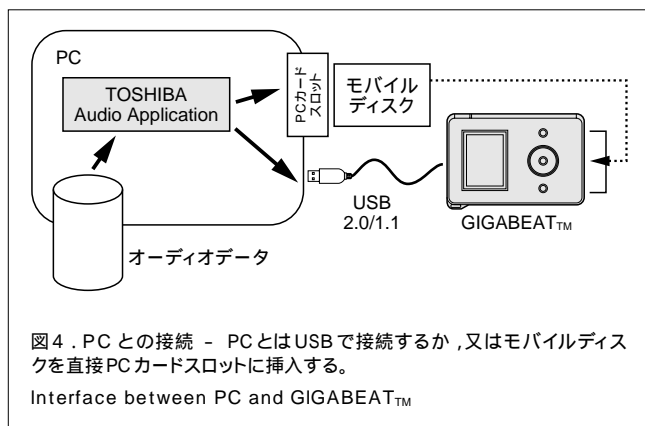 PC
TOSHIBA
Audio Application
PCカード
スロット
モバイル
ディスク
USB
2.0/1.1
GIGABEAT™
オーディオデータ
図4．PCとの接続 － PCとはUSBで接続するか，又はモバイルディス
クを直接PCカードスロットに挿入する。
Interface between PC and GIGABEAT™